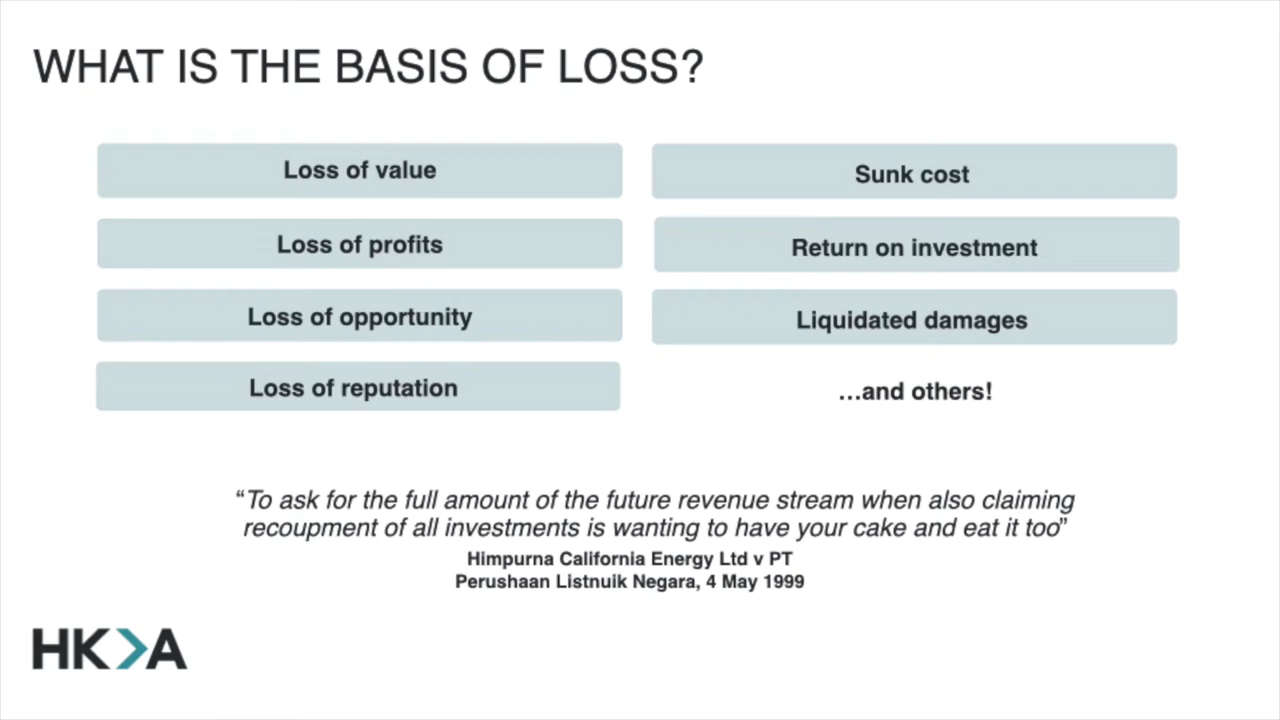 WHAT IS THE BASIS OF LOSS?
Loss of value
Loss of profits
Loss of opportunity
Loss of reputation
Sunk cost
Return on investment
Liquidated damages
…and others!
“To ask for the full amount of the future revenue stream when also claiming
recoupment of all investments is wanting to have your cake and eat it too”
Himpurna California Energy Ltd v PT
Perushaan Listnuik Negara, 4 May 1999
HK>A